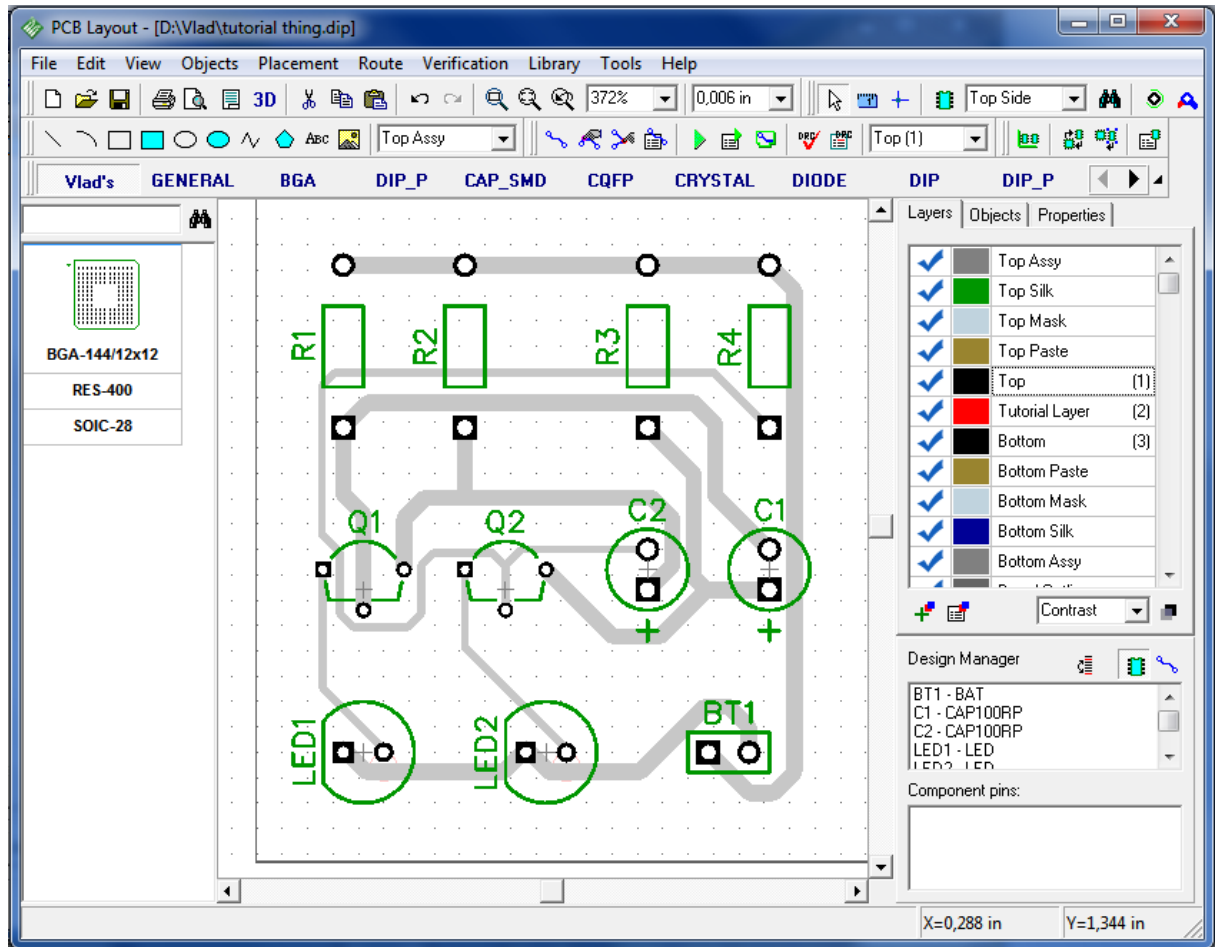 PCB Layout - [D:\Vlad\tutorial thing.dip]
File Edit View Objects Placement Route Verification Library Tools Help
3D 372% 0,006 in Top Side
ABC Top Assy DRC DRC Top (1)
Vlad's GENERAL BGA DIP_P CAP_SMD CQFP CRYSTAL DIODE DIP DIP_P
Layers Objects Properties
Top Assy
Top Silk
Top Mask
Top Paste
Top (1)
Tutorial Layer (2)
Bottom (3)
Bottom Paste
Bottom Mask
Bottom Silk
Bottom Assy
Contrast
Design Manager
BT1 - BAT
C1 - CAP100RP
C2 - CAP100RP
LED1 - LED
LED2 - LED
Component pins:
BGA-144/12x12
RES-400
SOIC-28
R1 R2 R3 R4
Q1 Q2 C2 C1
+ +
LED1 LED2 BT1
X=0,288 in Y=1,344 in